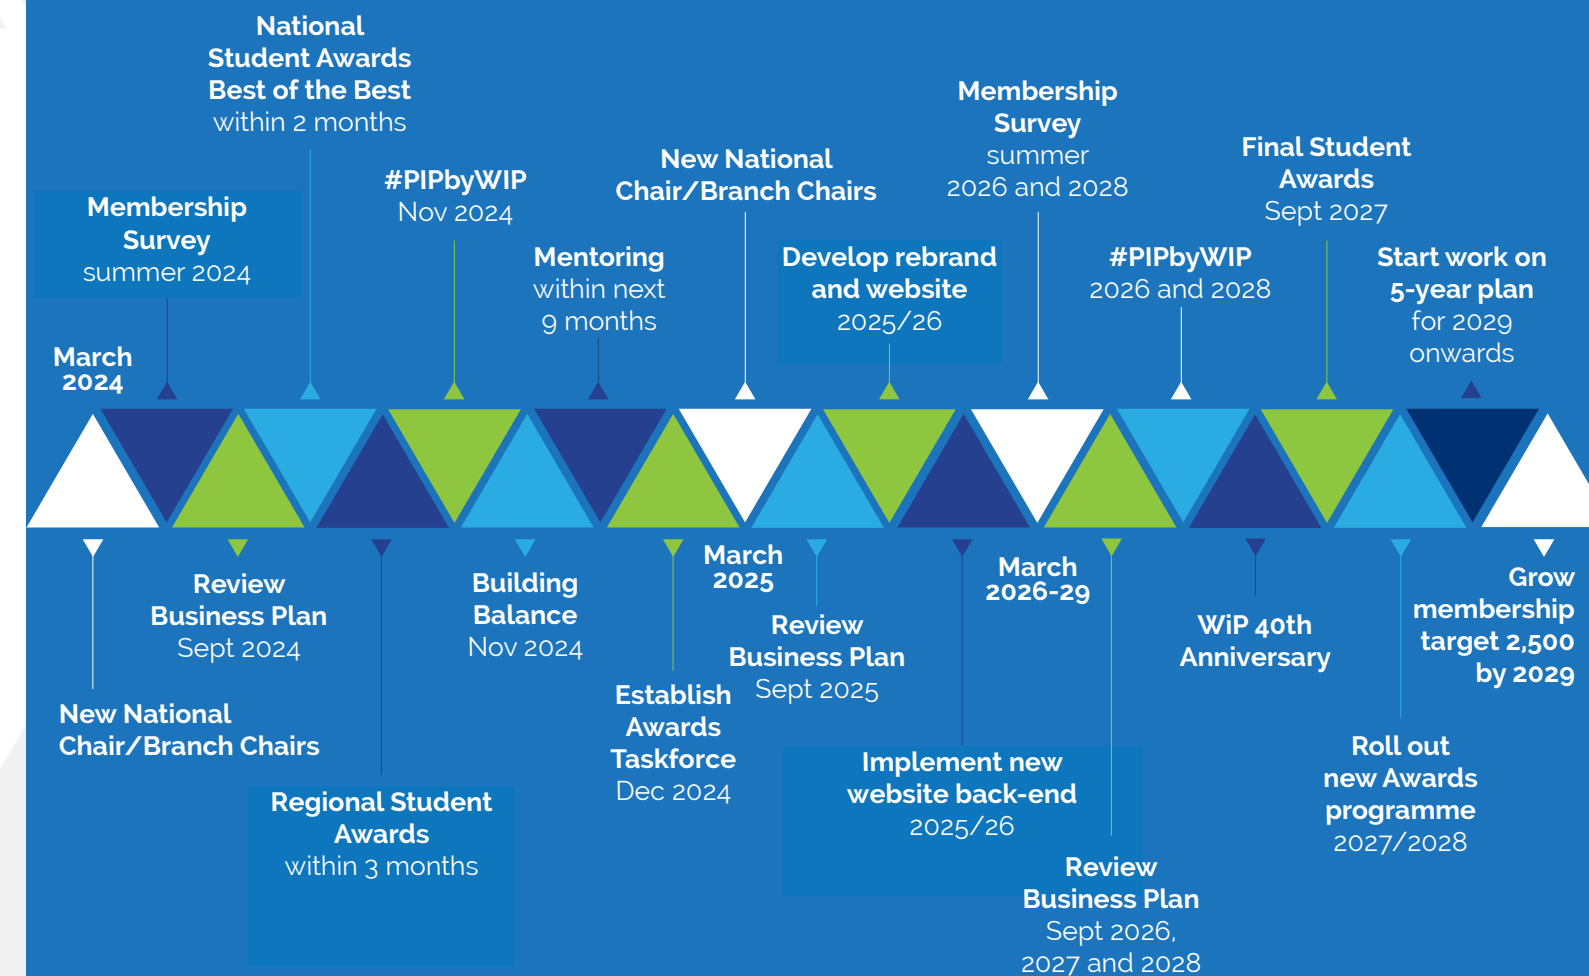 National
Student Awards
Best of the Best
within 2 months
Membership
Survey
summer 2024
#PIPbyWIP
Nov 2024
Mentoring
within next
9 months
New National
Chair/Branch Chairs
Develop rebrand
and website
2025/26
Membership
Survey
summer
2026 and 2028
#PIPbyWIP
2026 and 2028
Final Student
Awards
Sept 2027
Start work on
5-year plan
for 2029
onwards
March
2024
New National
Chair/Branch Chairs
Review
Business Plan
Sept 2024
Regional Student
Awards
within 3 months
Building
Balance
Nov 2024
Establish
Awards
Taskforce
Dec 2024
March
2025
Review
Business Plan
Sept 2025
Implement new
website back-end
2025/26
March
2026-29
Review
Business Plan
Sept 2026,
2027 and 2028
WiP 40th
Anniversary
Roll out
new Awards
programme
2027/2028
Grow
membership
target 2,500
by 2029